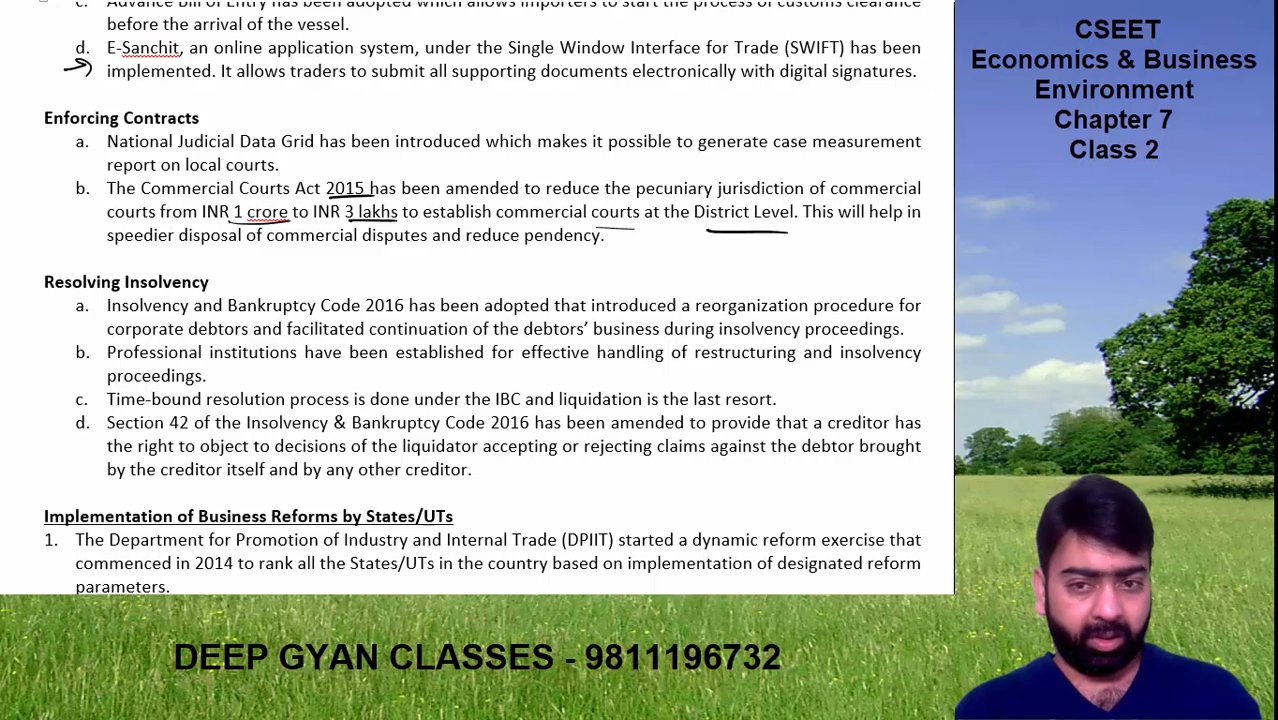 c. Advance Bill of Entry has been adopted which allows importers to start the process of customs clearance
before the arrival of the vessel.
d. E-Sanchit, an online application system, under the Single Window Interface for Trade (SWIFT) has been
implemented. It allows traders to submit all supporting documents electronically with digital signatures.
Enforcing Contracts
a. National Judicial Data Grid has been introduced which makes it possible to generate case measurement
report on local courts.
b. The Commercial Courts Act 2015 has been amended to reduce the pecuniary jurisdiction of commercial
courts from INR 1 crore to INR 3 lakhs to establish commercial courts at the District Level. This will help in
speedier disposal of commercial disputes and reduce pendency.
Resolving Insolvency
a. Insolvency and Bankruptcy Code 2016 has been adopted that introduced a reorganization procedure for
corporate debtors and facilitated continuation of the debtors’ business during insolvency proceedings.
b. Professional institutions have been established for effective handling of restructuring and insolvency
proceedings.
c. Time-bound resolution process is done under the IBC and liquidation is the last resort.
d. Section 42 of the Insolvency & Bankruptcy Code 2016 has been amended to provide that a creditor has
the right to object to decisions of the liquidator accepting or rejecting claims against the debtor brought
by the creditor itself and by any other creditor.
Implementation of Business Reforms by States/UTs
1. The Department for Promotion of Industry and Internal Trade (DPIIT) started a dynamic reform exercise that
commenced in 2014 to rank all the States/UTs in the country based on implementation of designated reform
parameters.
CSEET
Economics & Business
Environment
Chapter 7
Class 2
DEEP GYAN CLASSES - 9811196732